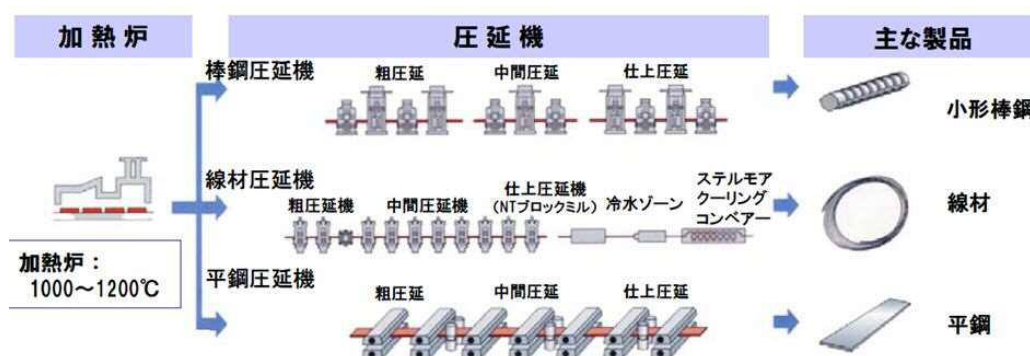 加熱炉
圧延機
主な製品
棒鋼圧延機
粗圧延
中間圧延
仕上圧延
小形棒鋼
線材圧延機
粗圧延機
中間圧延機
仕上圧延機
(NTブロックミル)
冷水ゾーン
ステルモア
クーリング
コンベアー
線材
加熱炉：
1000～1200℃
平鋼圧延機
粗圧延
中間圧延
仕上圧延
平鋼